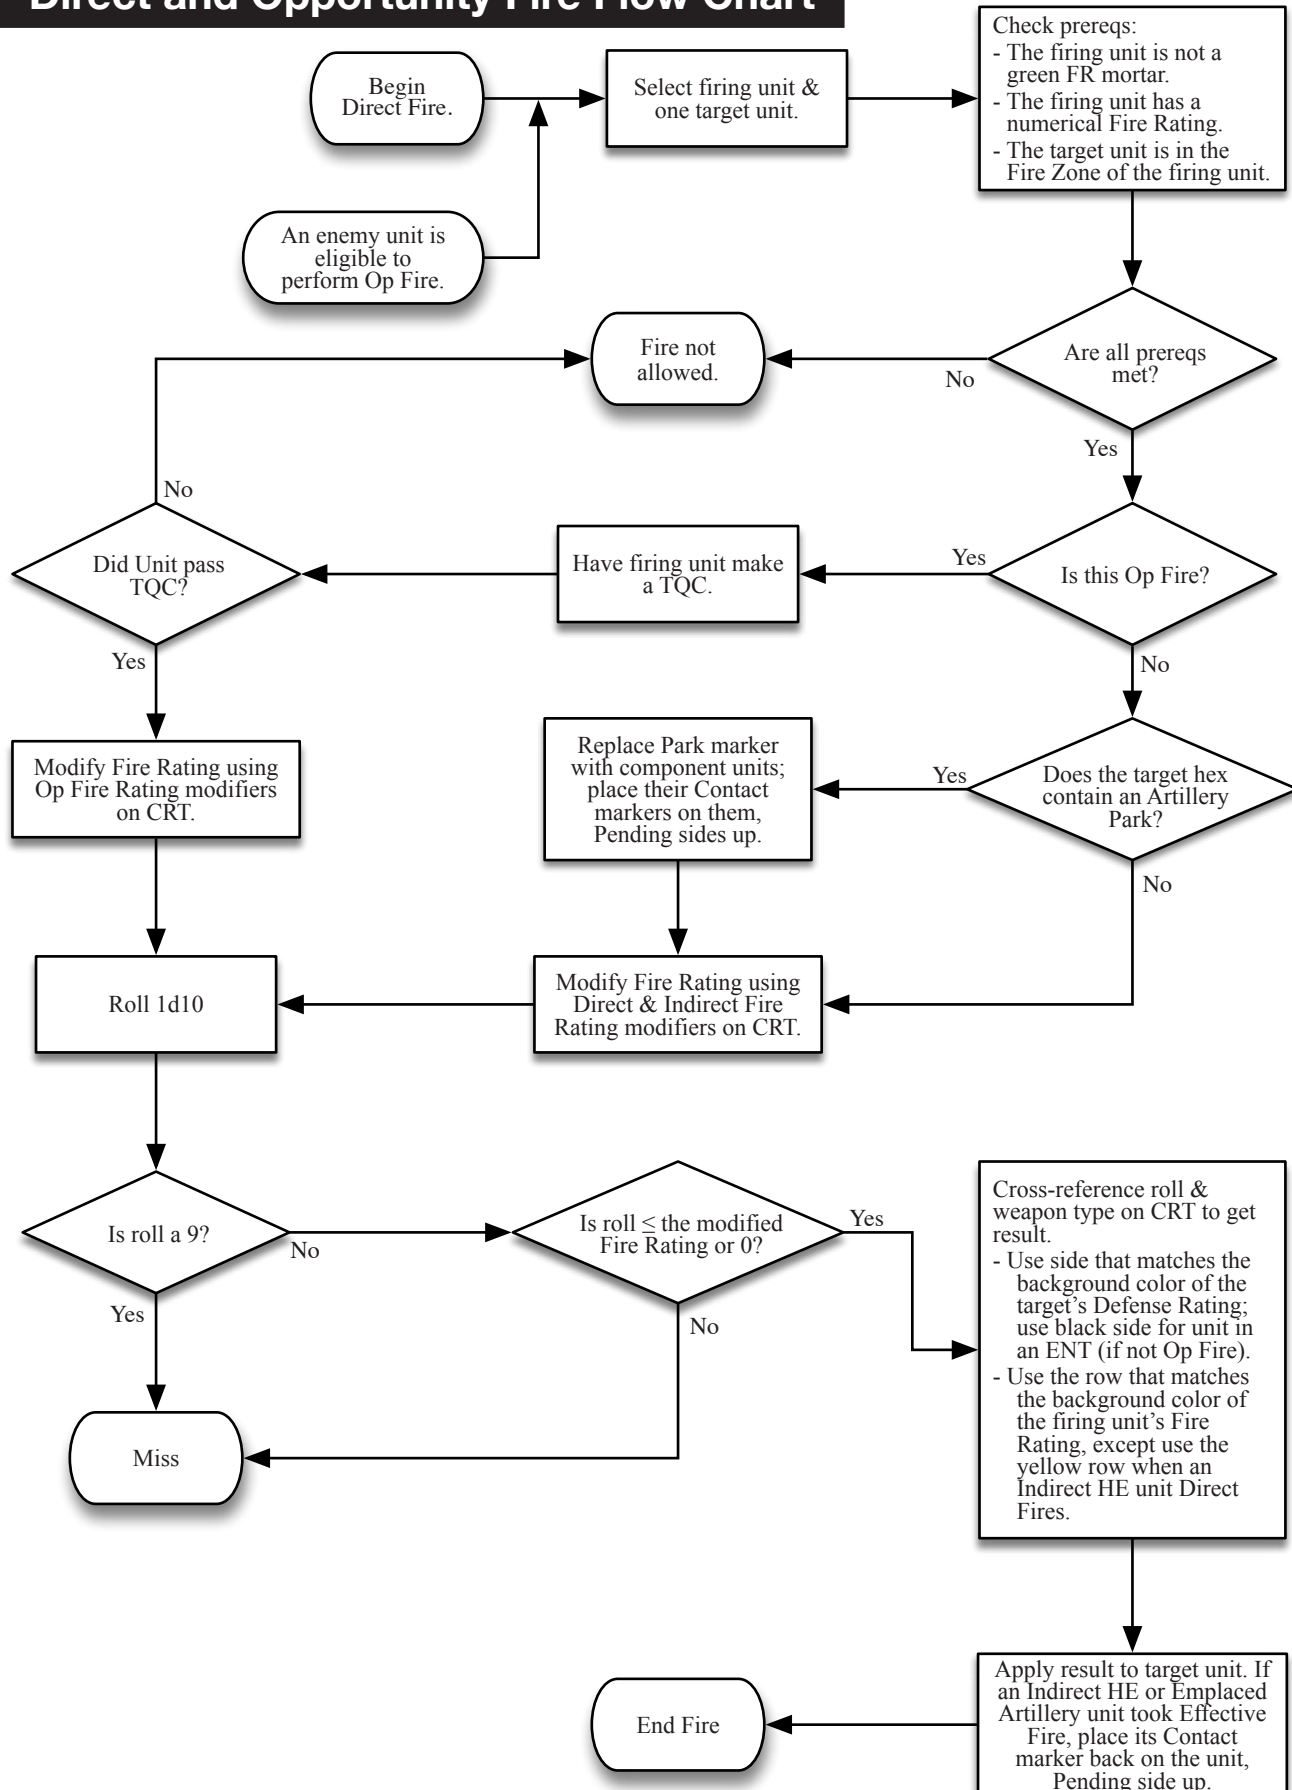 Direct and Opportunity Fire Flow Chart
Begin
Direct Fire.
Select firing unit &
one target unit.
Check prereqs:
- The firing unit is not a
green FR mortar.
- The firing unit has a
numerical Fire Rating.
- The target unit is in the
Fire Zone of the firing unit.
An enemy unit is
eligible to
perform Op Fire.
Fire not
allowed.
Are all prereqs
met?
No
Yes
Is this Op Fire?
Yes
Have firing unit make
a TQC.
Did Unit pass
TQC?
No
Yes
No
Modify Fire Rating using
Op Fire Rating modifiers
on CRT.
Replace Park marker
with component units;
place their Contact
markers on them,
Pending sides up.
Yes
Does the target hex
contain an Artillery
Park?
No
Roll 1d10
Modify Fire Rating using
Direct & Indirect Fire
Rating modifiers on CRT.
Is roll a 9?
No
Yes
Is roll ≤ the modified
Fire Rating or 0?
Yes
No
Miss
Cross-reference roll &
weapon type on CRT to get
result.
- Use side that matches the
background color of the
target's Defense Rating;
use black side for unit in
an ENT (if not Op Fire).
- Use the row that matches
the background color of
the firing unit's Fire
Rating, except use the
yellow row when an
Indirect HE unit Direct
Fires.
Apply result to target unit. If
an Indirect HE or Emplaced
Artillery unit took Effective
Fire, place its Contact
marker back on the unit,
Pending side up.
End Fire